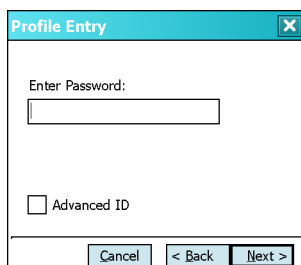 Profile Entry
Enter Password:
Advanced ID
Cancel < Back Next >